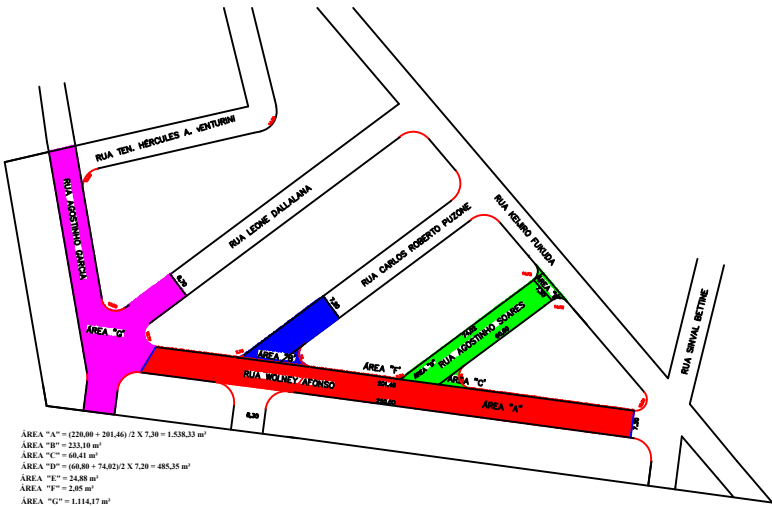 RUA TEN. HÉRCULES A. VENTURINI
RUA AGOSTINHO GARCIA
RUA LEONE DALLALANA
6,70
RUA CARLOS ROBERTO PUZONE
7,20
RUA KEIJIRO FUKUDA
RUA SINVAL BETTINE
RUA AGOSTINHO SOARES
74,02
60,80
7,20
ÁREA "E"
ÁREA "D"
ÁREA "G"
ÁREA "B"
ÁREA "F"
ÁREA "C"
RUA WOLNEY AFONSO
201,46
220,00
ÁREA "A"
7,30
6,30
ÁREA "A" = (220,00 + 201,46) /2 X 7,30 = 1.538,33 m²
ÁREA "B" = 233,10 m²
ÁREA "C" = 60,41 m²
ÁREA "D" = (60,80 + 74,02)/2 X 7,20 = 485,35 m²
ÁREA "E" = 24,88 m²
ÁREA "F" = 2,05 m²
ÁREA "G" = 1.114,17 m²